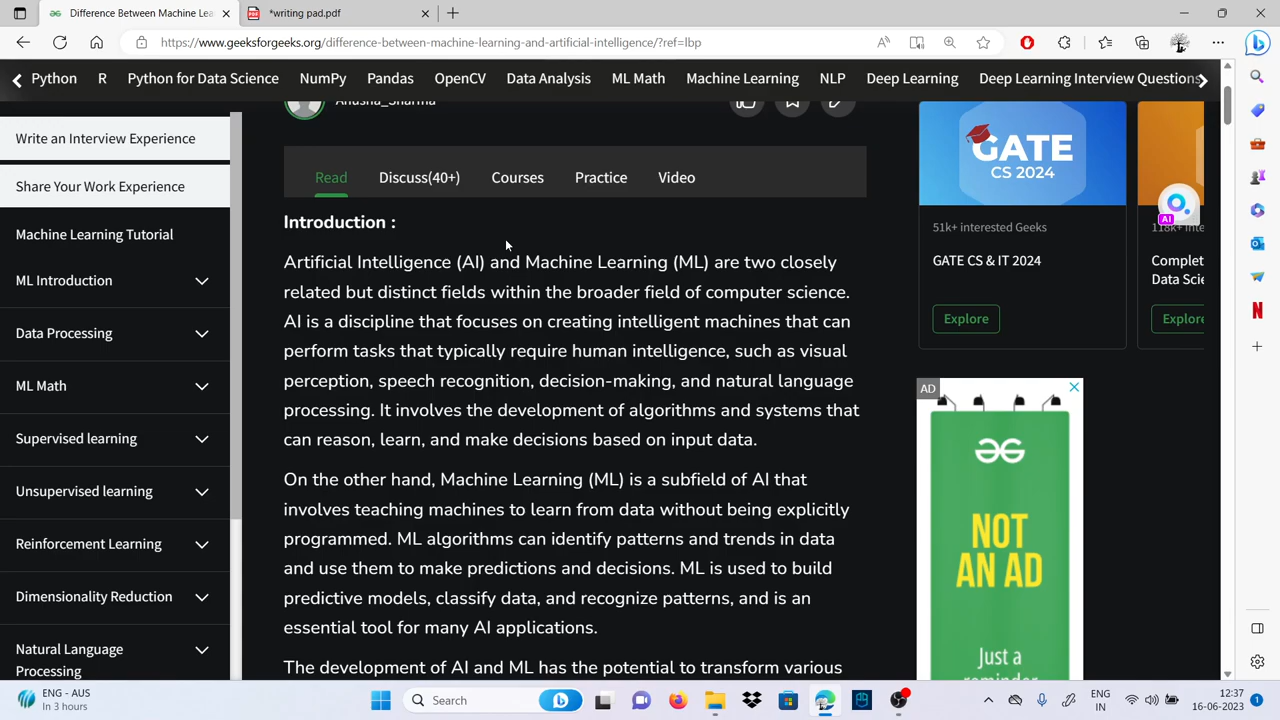 Difference Between Machine Lea
*writing pad.pdf
https://www.geeksforgeeks.org/difference-between-machine-learning-and-artificial-intelligence/?ref=lbp
Python R Python for Data Science NumPy Pandas OpenCV Data Analysis ML Math Machine Learning NLP Deep Learning Deep Learning Interview Questions
Write an Interview Experience
Share Your Work Experience
Machine Learning Tutorial
ML Introduction
Data Processing
ML Math
Supervised learning
Unsupervised learning
Reinforcement Learning
Dimensionality Reduction
Natural Language
Processing
Anusha_Sharma
Read Discuss(40+) Courses Practice Video
Introduction :
Artificial Intelligence (AI) and Machine Learning (ML) are two closely
related but distinct fields within the broader field of computer science.
AI is a discipline that focuses on creating intelligent machines that can
perform tasks that typically require human intelligence, such as visual
perception, speech recognition, decision-making, and natural language
processing. It involves the development of algorithms and systems that
can reason, learn, and make decisions based on input data.
On the other hand, Machine Learning (ML) is a subfield of AI that
involves teaching machines to learn from data without being explicitly
programmed. ML algorithms can identify patterns and trends in data
and use them to make predictions and decisions. ML is used to build
predictive models, classify data, and recognize patterns, and is an
essential tool for many AI applications.
The development of AI and ML has the potential to transform various
GATE
CS 2024
51k+ interested Geeks
GATE CS & IT 2024
Explore
118k+ inte
Complet
Data Scie
Explore
AI
AD
NOT
AN AD
Just a
reminder
ENG - AUS
In 3 hours
Search
ENG
IN
12:37
16-06-2023
1